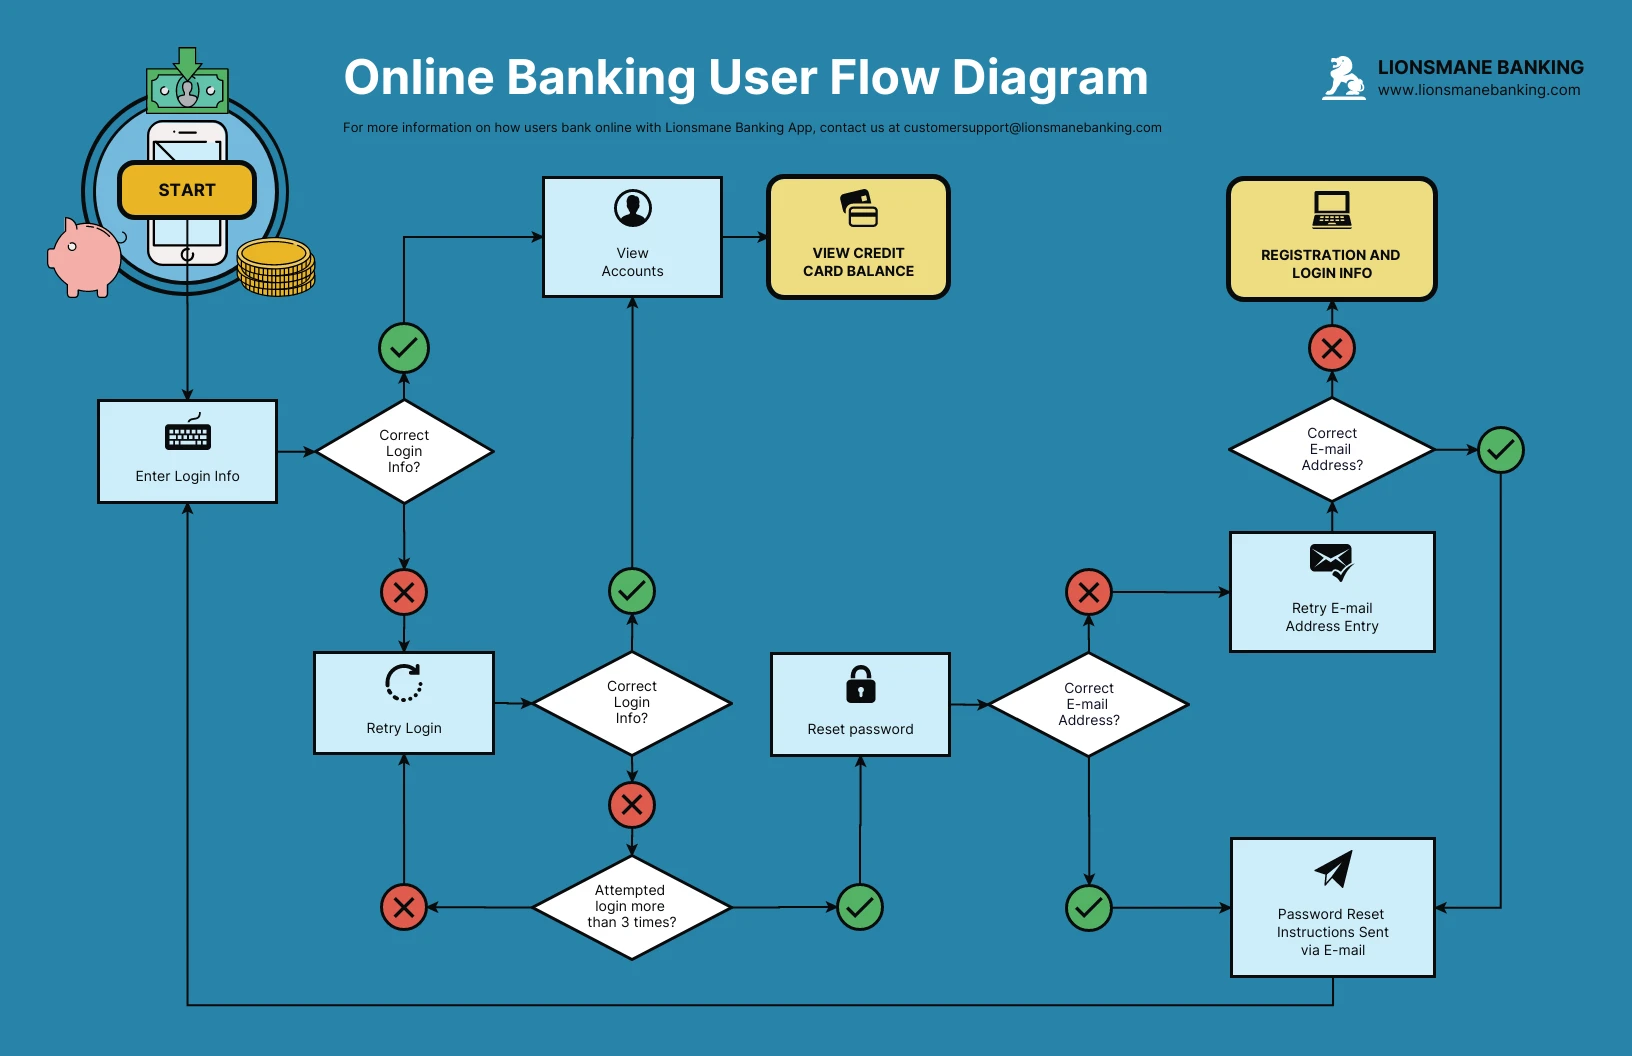 Online Banking User Flow Diagram
For more information on how users bank online with Lionsmane Banking App, contact us at customersupport@lionsmanebanking.com
LIONSMANE BANKING
www.lionsmanebanking.com
START
View
Accounts
VIEW CREDIT
CARD BALANCE
REGISTRATION AND
LOGIN INFO
Enter Login Info
Correct
Login
Info?
Correct
E-mail
Address?
Retry E-mail
Address Entry
Retry Login
Correct
Login
Info?
Reset password
Correct
E-mail
Address?
Attempted
login more
than 3 times?
Password Reset
Instructions Sent
via E-mail